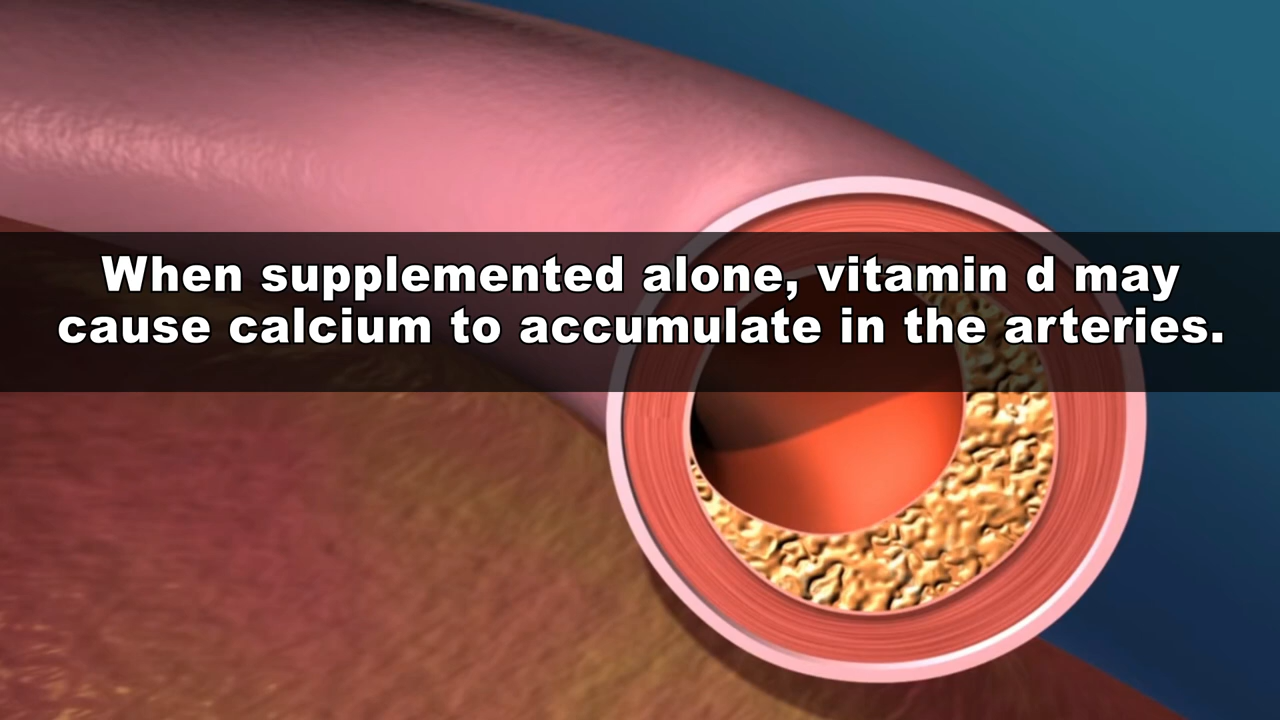 When supplemented alone, vitamin d may
cause calcium to accumulate in the arteries.